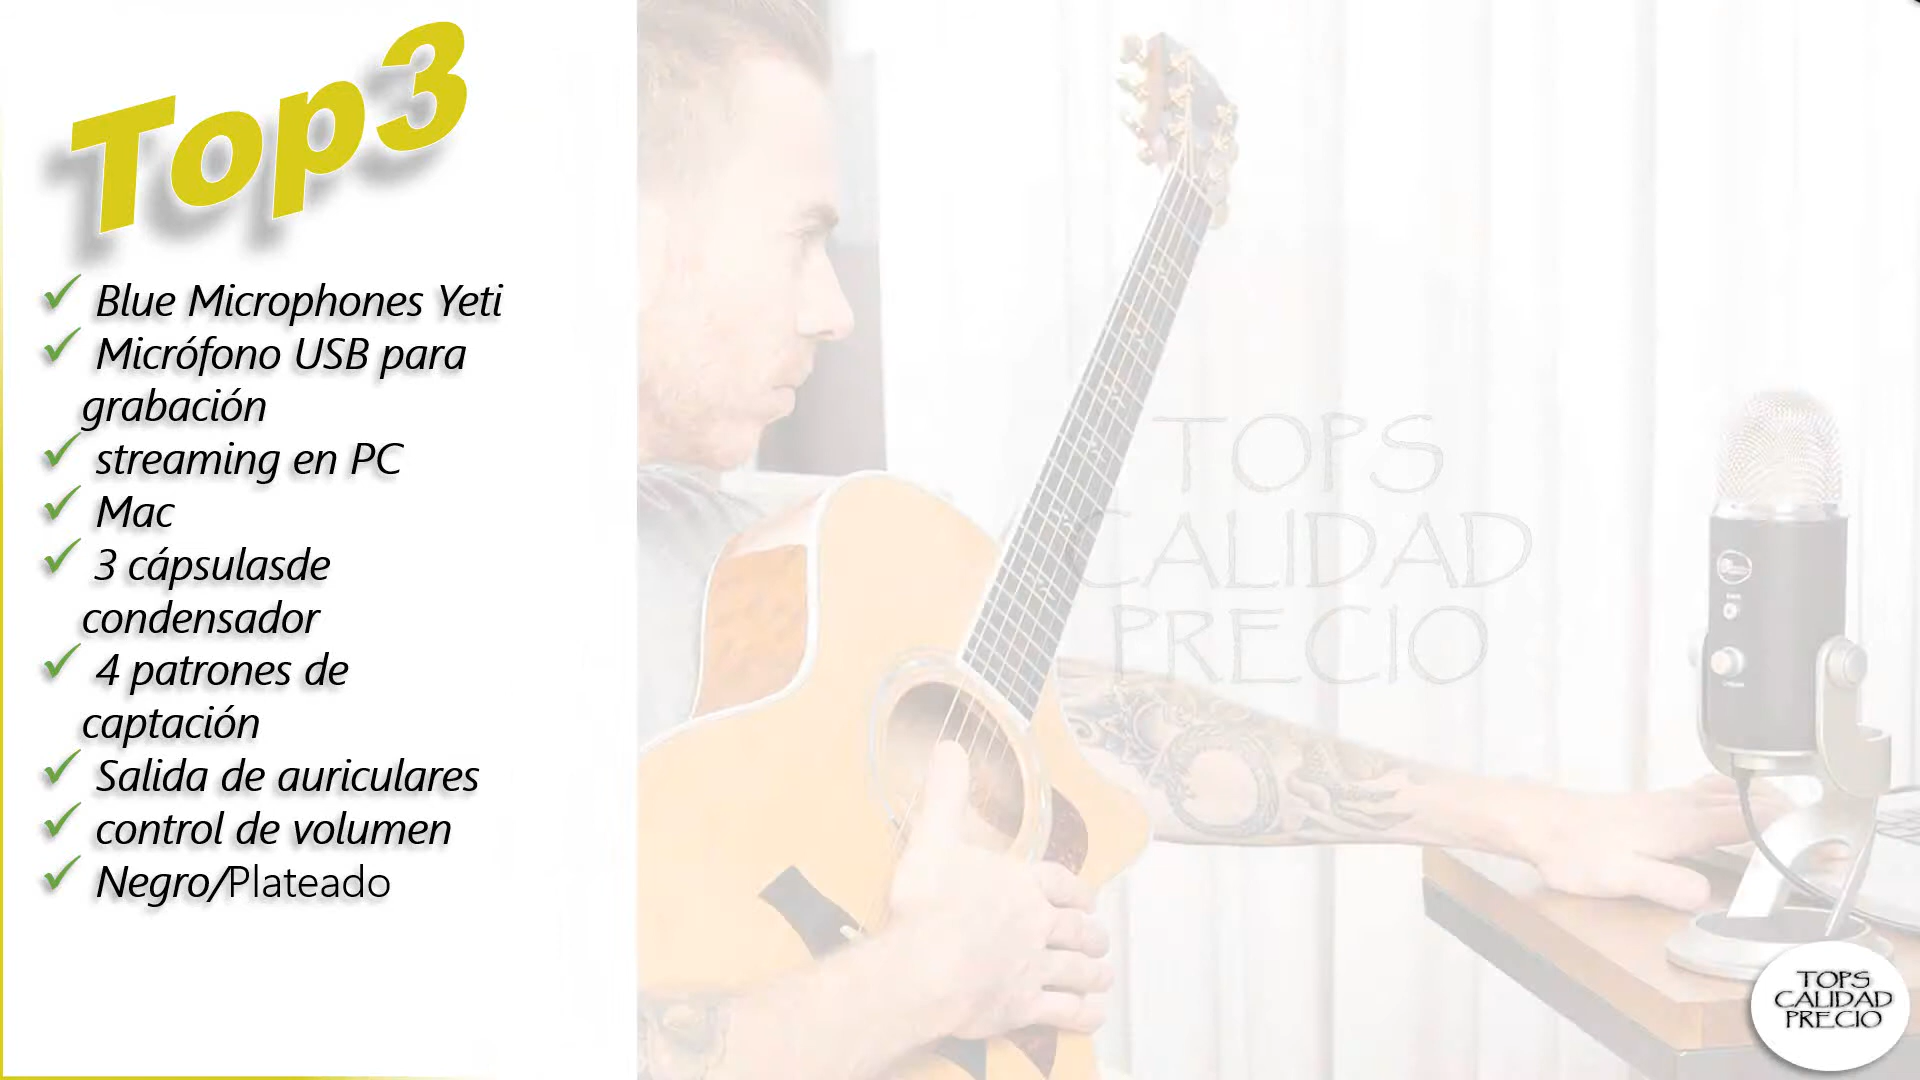 Top3
Blue Microphones Yeti
Micrófono USB para
grabación
streaming en PC
Mac
3 cápsulasde
condensador
4 patrones de
captación
Salida de auriculares
control de volumen
Negro/Plateado
TOPS
CALIDAD
PRECIO
TOPS
CALIDAD
PRECIO